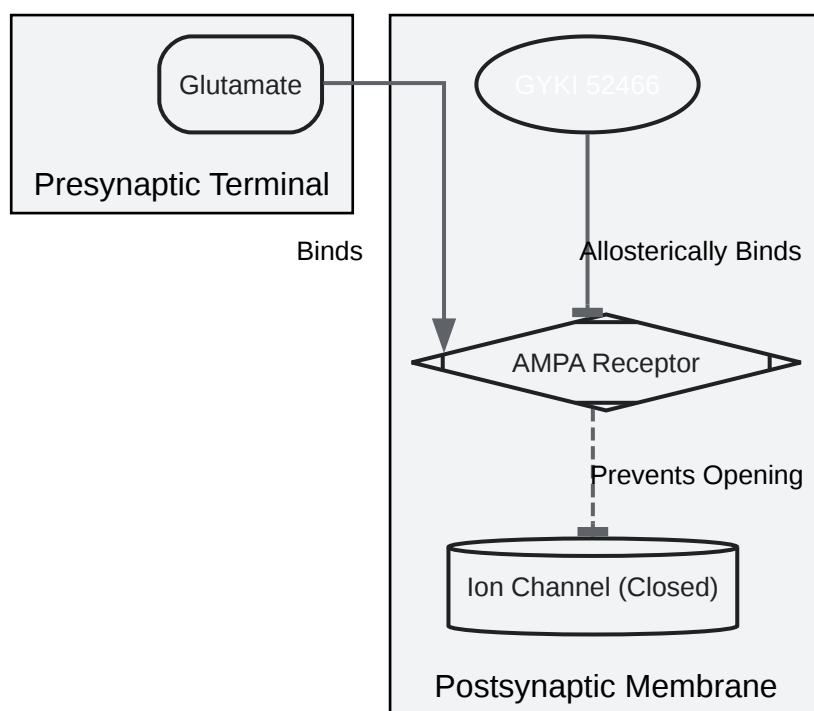 Glutamate
GYKI 52466
Presynaptic Terminal
Binds
Allosterically Binds
AMPA Receptor
Prevents Opening
Ion Channel (Closed)
Postsynaptic Membrane